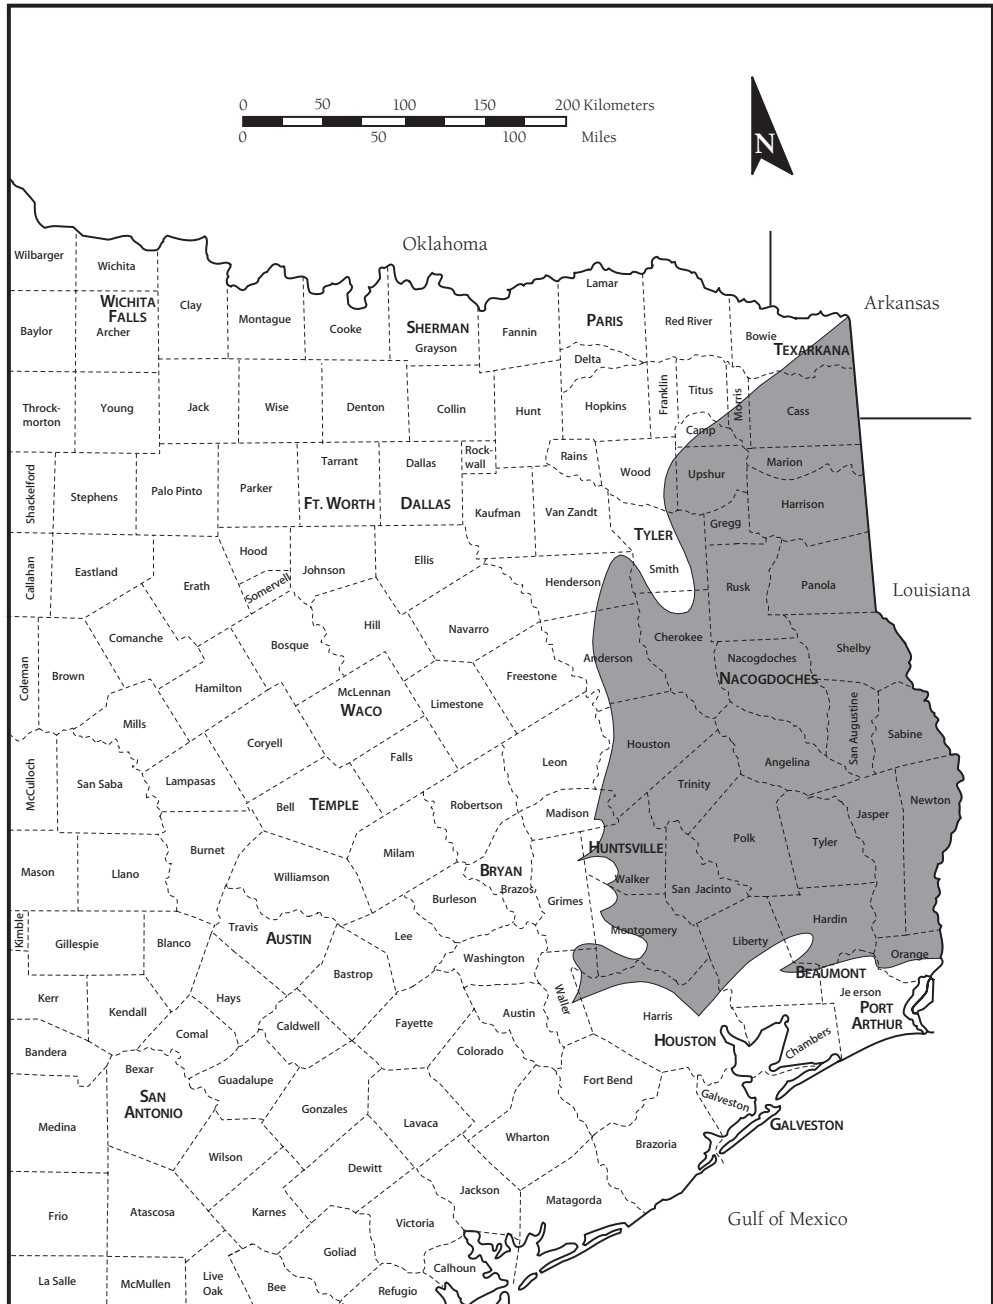 0 50 100 150 200 Kilometers
0 50 100 Miles
N
Oklahoma
Arkansas
Louisiana
Gulf of Mexico
Wilbarger
Wichita
WICHITA
FALLS
Archer
Clay
Montague
Cooke
SHERMAN
Grayson
Fannin
Lamar
PARIS
Red River
Bowie
TEXARKANA
Baylor
Delta
Throck-
morton
Young
Jack
Wise
Denton
Collin
Hunt
Hopkins
Franklin
Titus
Morris
Cass
Camp
Shackelford
Stephens
Palo Pinto
Parker
Tarrant
FT. WORTH
Dallas
DALLAS
Rock-
wall
Kaufman
Rains
Van Zandt
Wood
Upshur
Marion
Harrison
Gregg
TYLER
Smith
Calahan
Eastland
Erath
Hood
Somervell
Johnson
Ellis
Henderson
Rusk
Panola
Coleman
Brown
Comanche
Hamilton
Bosque
Hill
Navarro
Freestone
Anderson
Cherokee
Nacogdoches
NACOGDOCHES
Shelby
San Augustine
Sabine
Mills
McLennan
WACO
Limestone
McCulloch
San Saba
Lampasas
Coryell
Falls
Leon
Houston
Angelina
Trinity
Bell
TEMPLE
Robertson
Madison
Newton
Jasper
Polk
Tyler
Mason
Llano
Burnet
Williamson
Milam
BRYAN
Brazos
HUNTSVILLE
Walker
San Jacinto
Grimes
Burleson
Kimble
Gillespie
Blanco
Travis
AUSTIN
Lee
Washington
Montgomery
Liberty
Hardin
Orange
Bastrop
BEAUMONT
Je erson
PORT
ARTHUR
Kerr
Kendall
Hays
Comal
Caldwell
Fayette
Austin
Waller
Harris
HOUSTON
Chambers
Bandera
Bexar
SAN
ANTONIO
Guadalupe
Colorado
Fort Bend
Galveston
GALVESTON
Medina
Gonzales
Lavaca
Wharton
Brazoria
Wilson
Dewitt
Jackson
Matagorda
Frio
Atascosa
Karnes
Victoria
Goliad
La Salle
McMullen
Live
Oak
Bee
Refugio
Calhoun